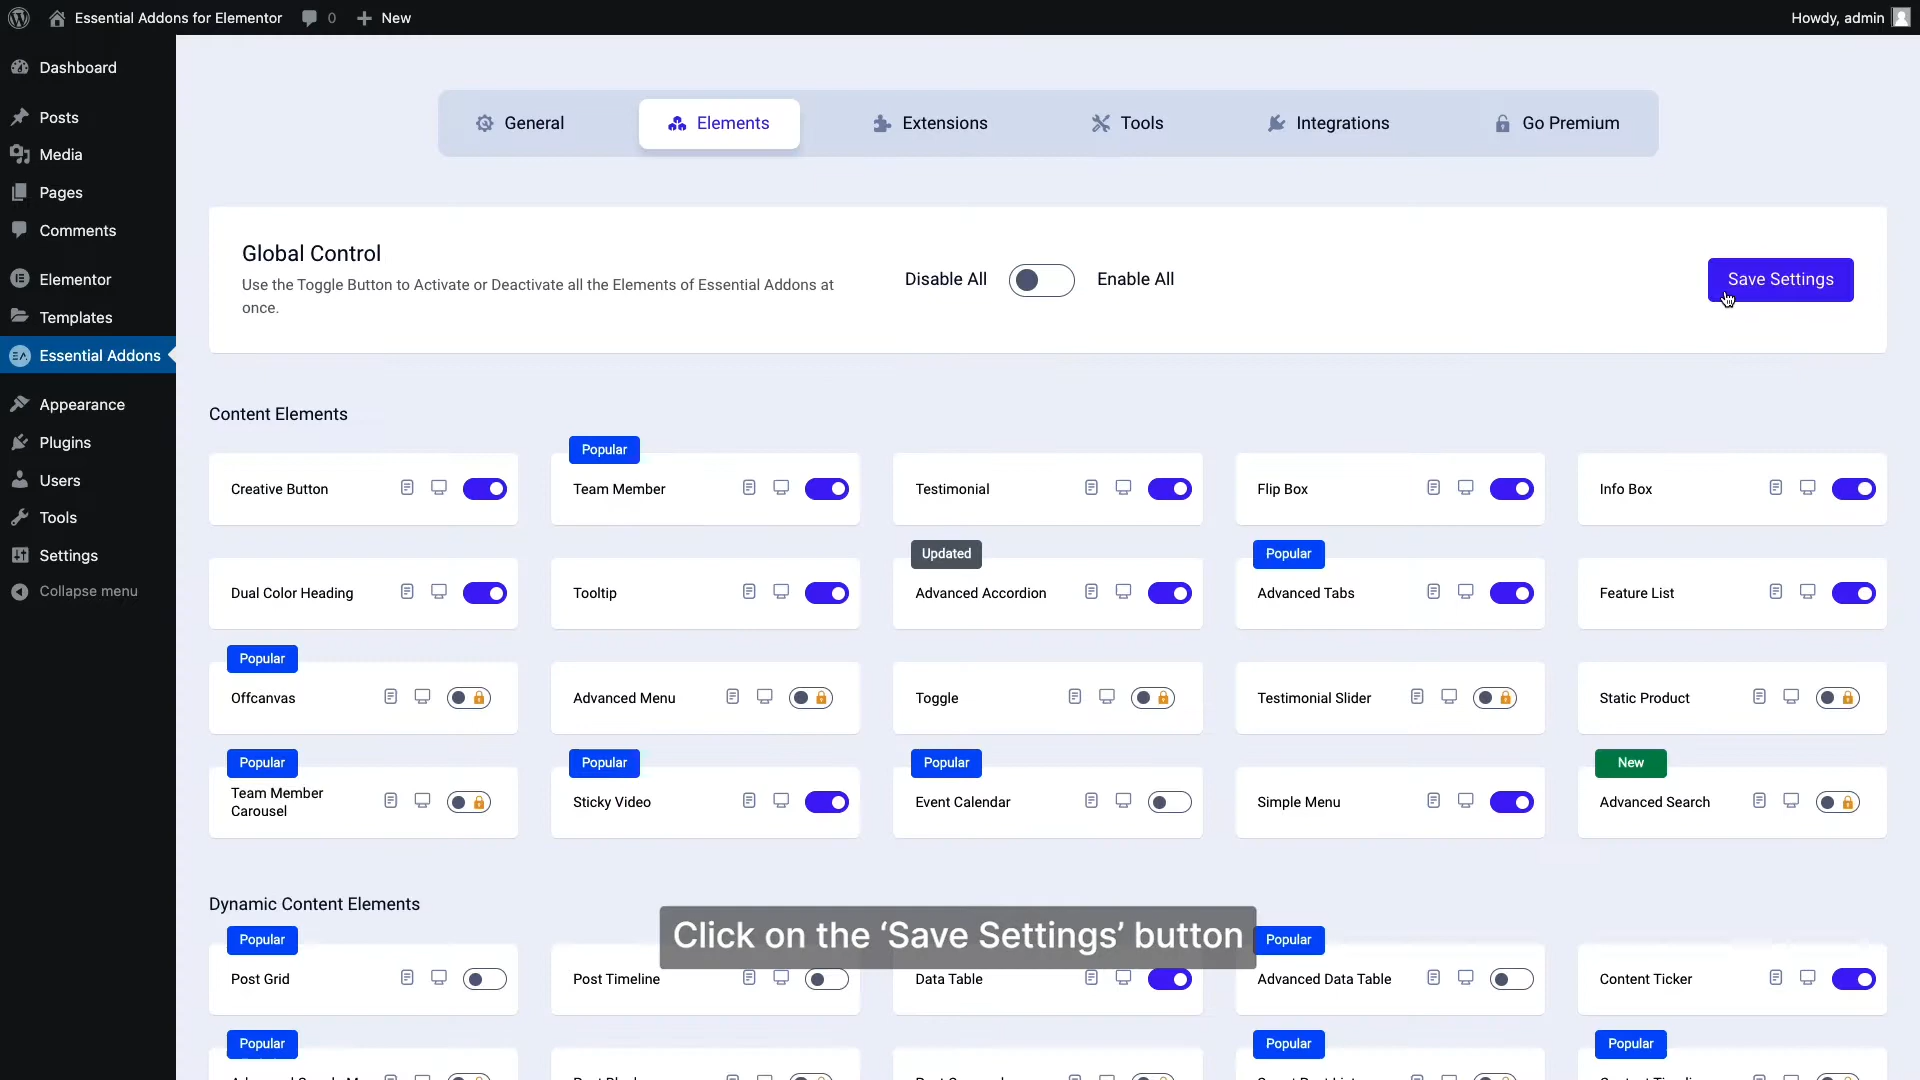 Essential Addons for Elementor 0 New Howdy, admin
Dashboard
Posts
Media
Pages
Comments
Elementor
Templates
Essential Addons
Appearance
Plugins
Users
Tools
Settings
Collapse menu
General Elements Extensions Tools Integrations Go Premium
Global Control
Use the Toggle Button to Activate or Deactivate all the Elements of Essential Addons at
once.
Disable All Enable All
Save Settings
Content Elements
Popular
Creative Button Team Member Testimonial Flip Box Info Box
Updated Popular
Dual Color Heading Tooltip Advanced Accordion Advanced Tabs Feature List
Popular
Offcanvas Advanced Menu Toggle Testimonial Slider Static Product
Popular Popular Popular New
Team Member
Carousel
Sticky Video Event Calendar Simple Menu Advanced Search
Dynamic Content Elements
Click on the ‘Save Settings’ button
Popular Popular
Post Grid Post Timeline Data Table Advanced Data Table Content Ticker
Popular Popular Popular